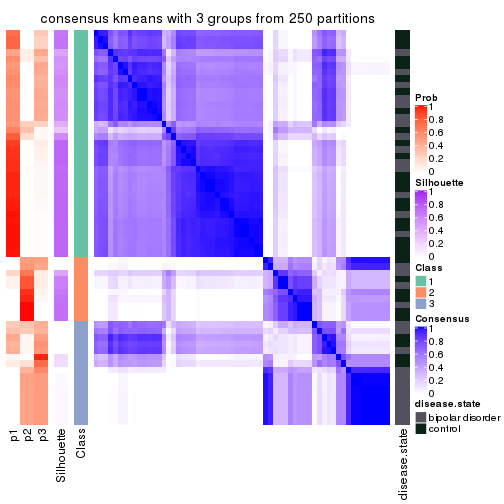 consensus kmeans with 3 groups from 250 partitions
Prob
1
0.8
0.6
0.4
0.2
0
Silhouette
1
0.8
0.6
0.4
0.2
0
Class
1
2
3
Consensus
1
0.8
0.6
0.4
0.2
0
disease.state
bipolar disorder
control
p1
p2
p3
Silhouette
Class
disease.state